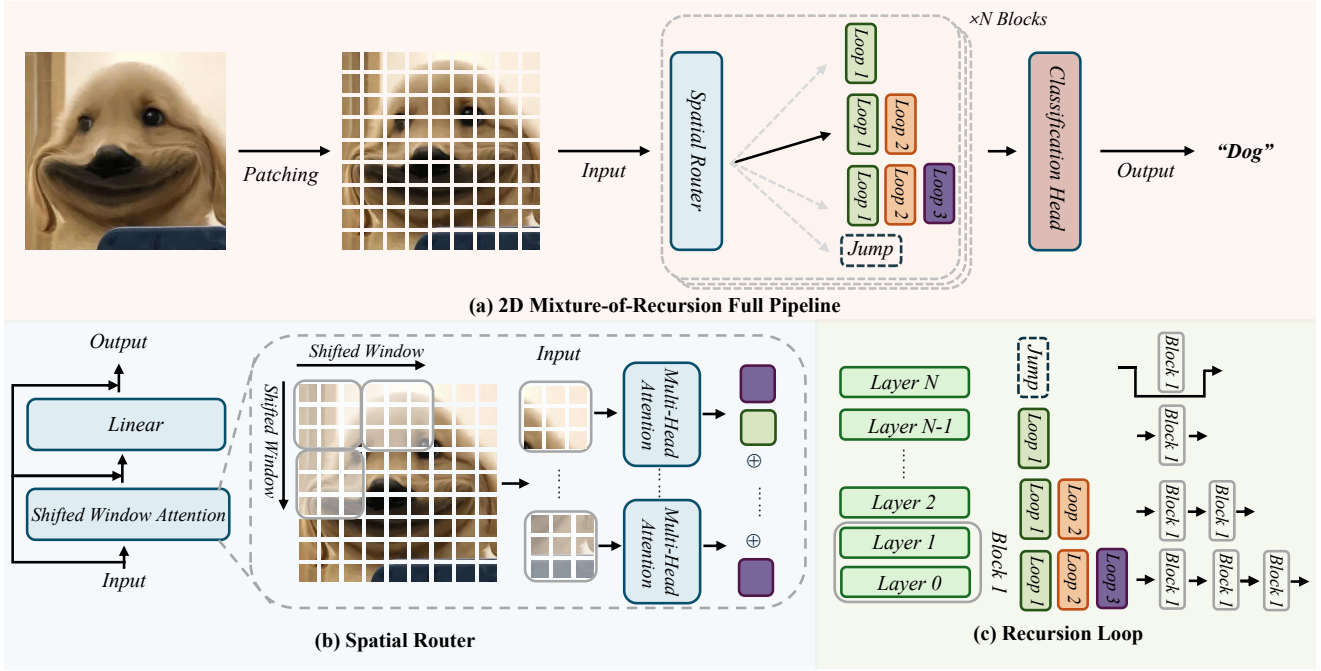 ×N Blocks
Patching
Input
Spatial Router
Loop 1
Loop 1
Loop 2
Loop 1
Loop 2
Loop 3
Jump
Classification Head
Output
“Dog”
(a) 2D Mixture-of-Recursion Full Pipeline
Output
Linear
Shifted Window Attention
Input
Shifted Window
Shifted Window
Input
Multi-Head
Attention
Multi-Head
Attention
(b) Spatial Router
Layer N
Layer N-1
Layer 2
Layer 1
Layer 0
Block 1
Jump
Block 1
Loop 1
Block 1
Loop 1
Loop 2
Block 1
Block 1
Loop 1
Loop 2
Loop 3
Block 1
Block 1
Block 1
(c) Recursion Loop